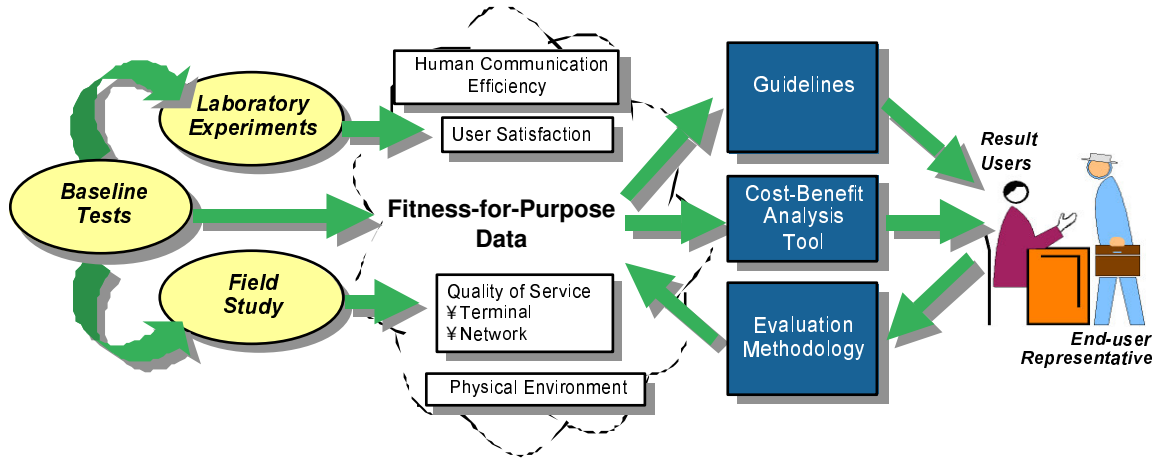 Laboratory
Experiments
Baseline
Tests
Field
Study
Human Communication
Efficiency
User Satisfaction
Fitness-for-Purpose
Data
Quality of Service
¥ Terminal
¥ Network
Physical Environment
Guidelines
Cost-Benefit
Analysis
Tool
Evaluation
Methodology
Result
Users
End-user
Representative